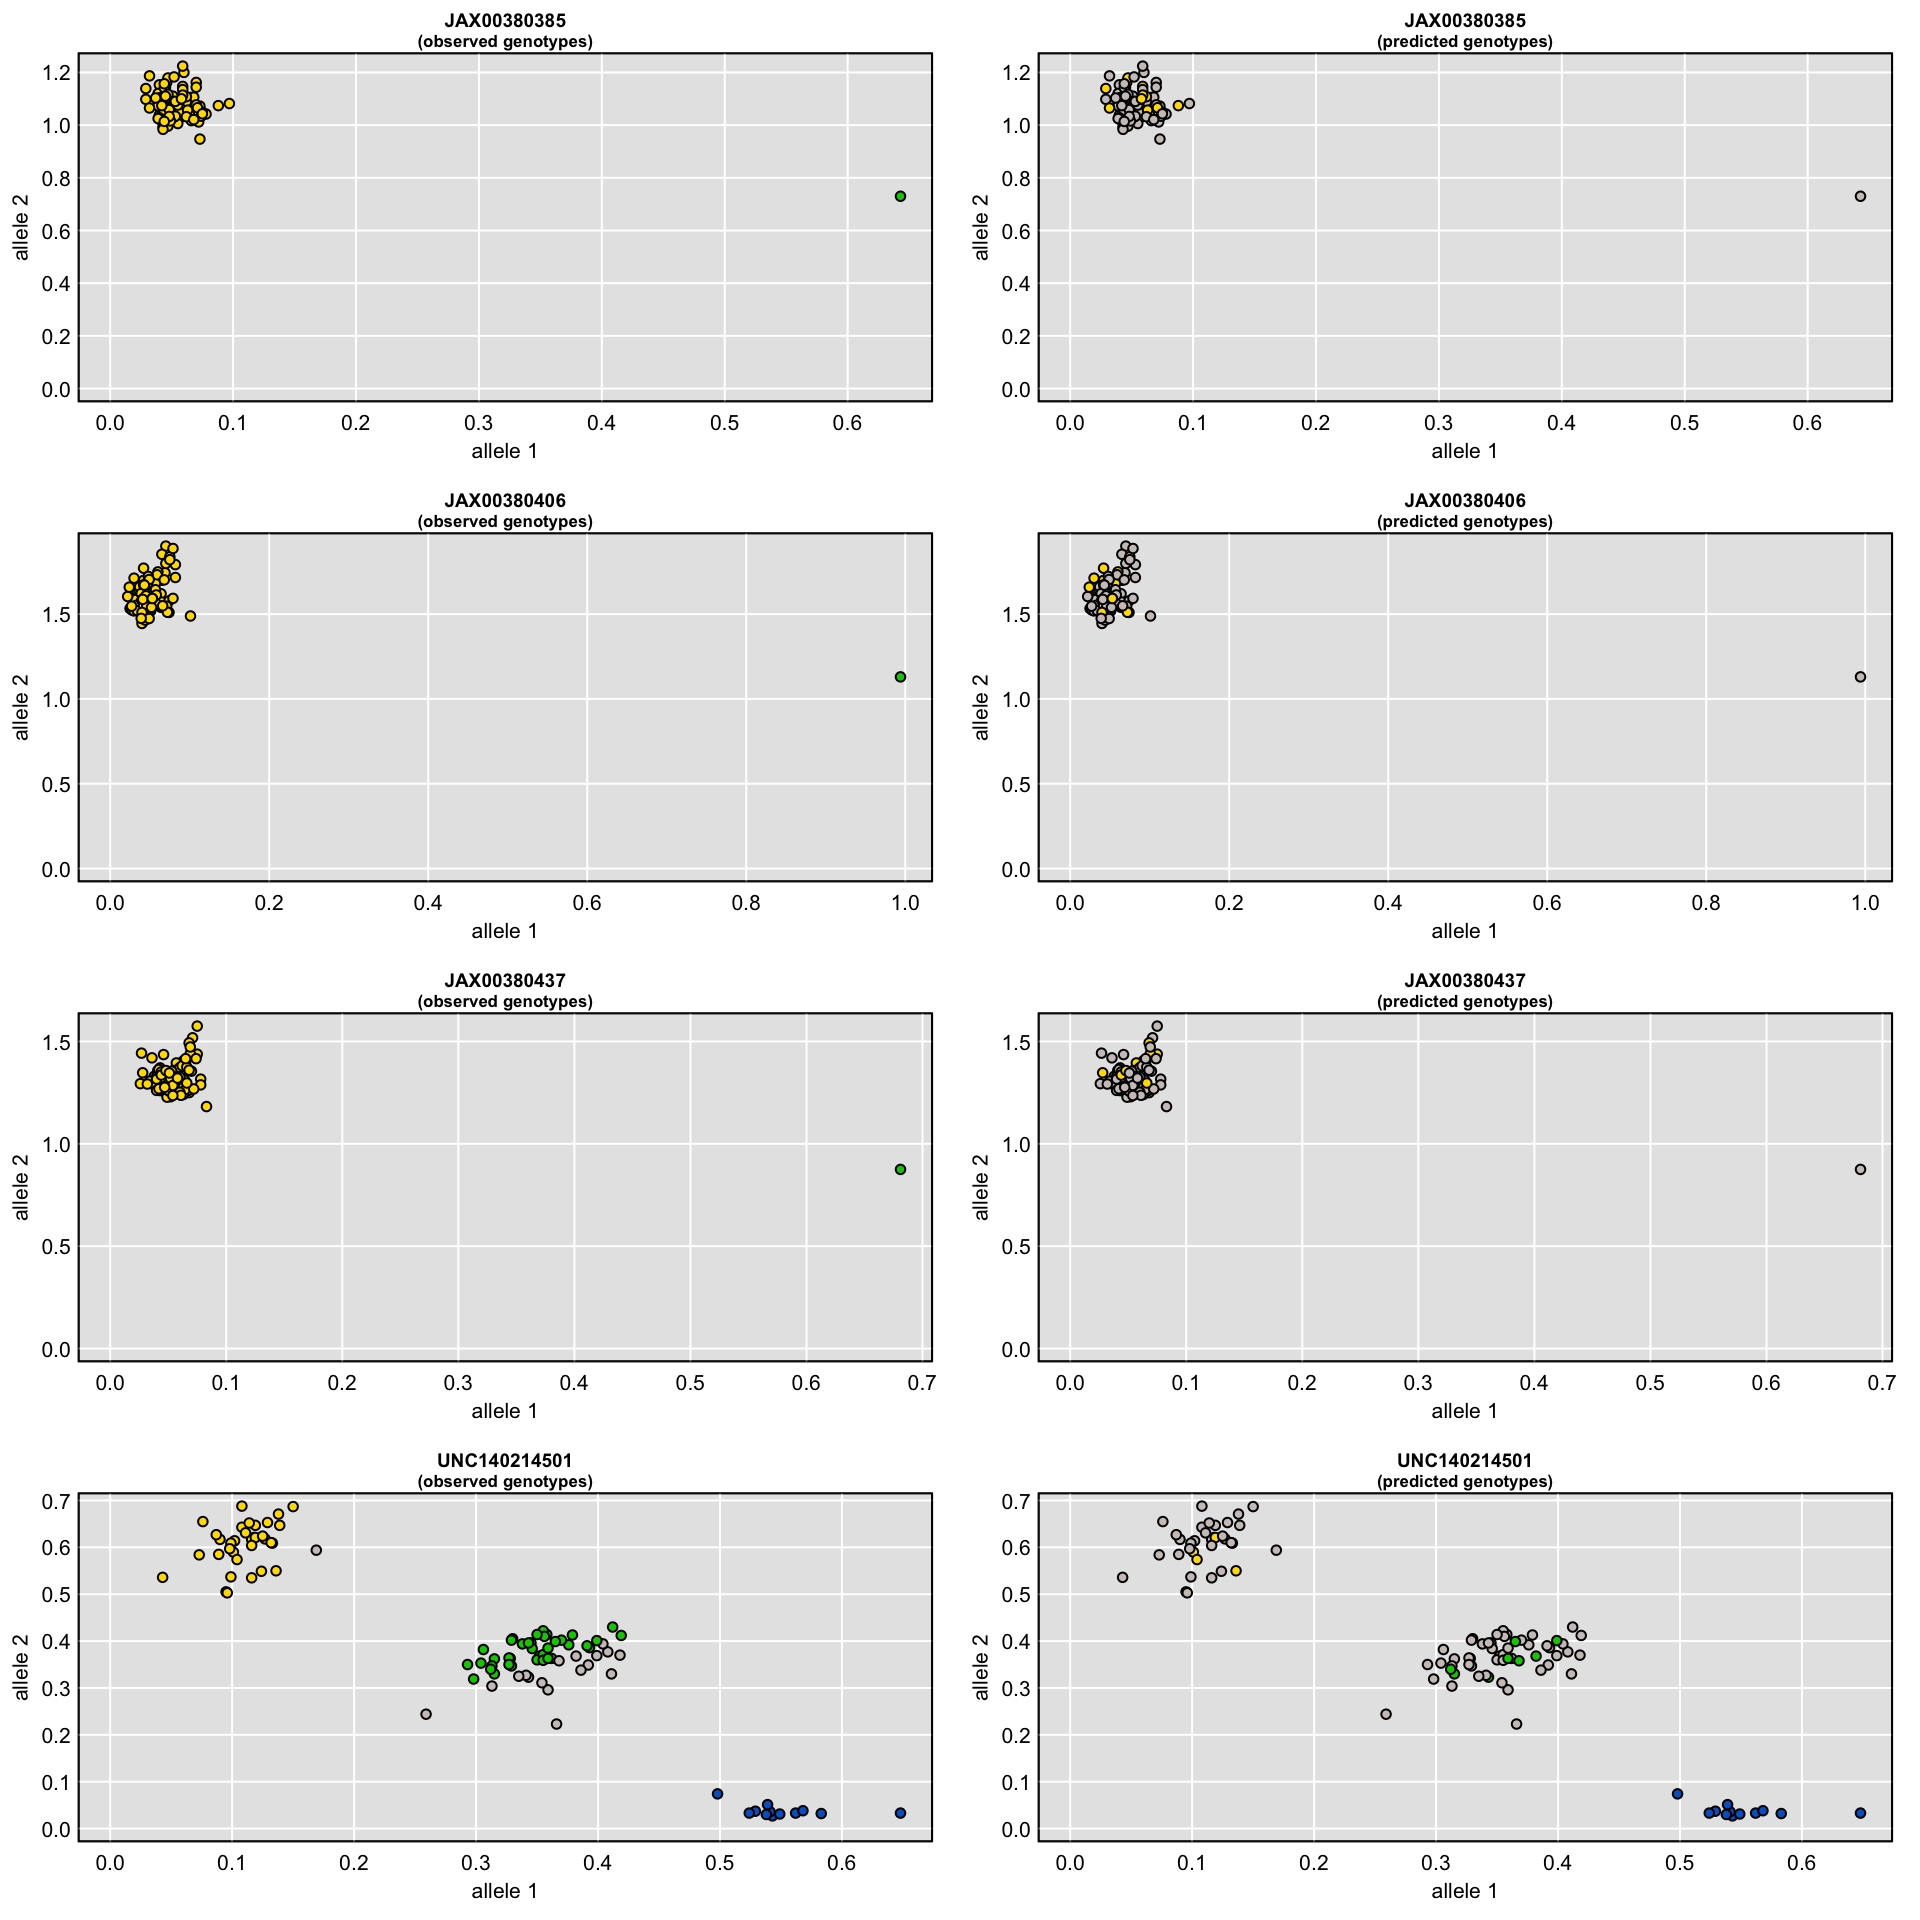 JAX00380385
(observed genotypes)
1.2
1.0
0.8
0.6
0.4
0.2
0.0
allele 2
0.0 0.1 0.2 0.3 0.4 0.5 0.6
allele 1
JAX00380385
(predicted genotypes)
1.2
1.0
0.8
0.6
0.4
0.2
0.0
allele 2
0.0 0.1 0.2 0.3 0.4 0.5 0.6
allele 1
JAX00380406
(observed genotypes)
1.5
1.0
0.5
0.0
allele 2
0.0 0.2 0.4 0.6 0.8 1.0
allele 1
JAX00380406
(predicted genotypes)
1.5
1.0
0.5
0.0
allele 2
0.0 0.2 0.4 0.6 0.8 1.0
allele 1
JAX00380437
(observed genotypes)
1.5
1.0
0.5
0.0
allele 2
0.0 0.1 0.2 0.3 0.4 0.5 0.6 0.7
allele 1
JAX00380437
(predicted genotypes)
1.5
1.0
0.5
0.0
allele 2
0.0 0.1 0.2 0.3 0.4 0.5 0.6 0.7
allele 1
UNC140214501
(observed genotypes)
0.7
0.6
0.5
0.4
0.3
0.2
0.1
0.0
allele 2
0.0 0.1 0.2 0.3 0.4 0.5 0.6
allele 1
UNC140214501
(predicted genotypes)
0.7
0.6
0.5
0.4
0.3
0.2
0.1
0.0
allele 2
0.0 0.1 0.2 0.3 0.4 0.5 0.6
allele 1